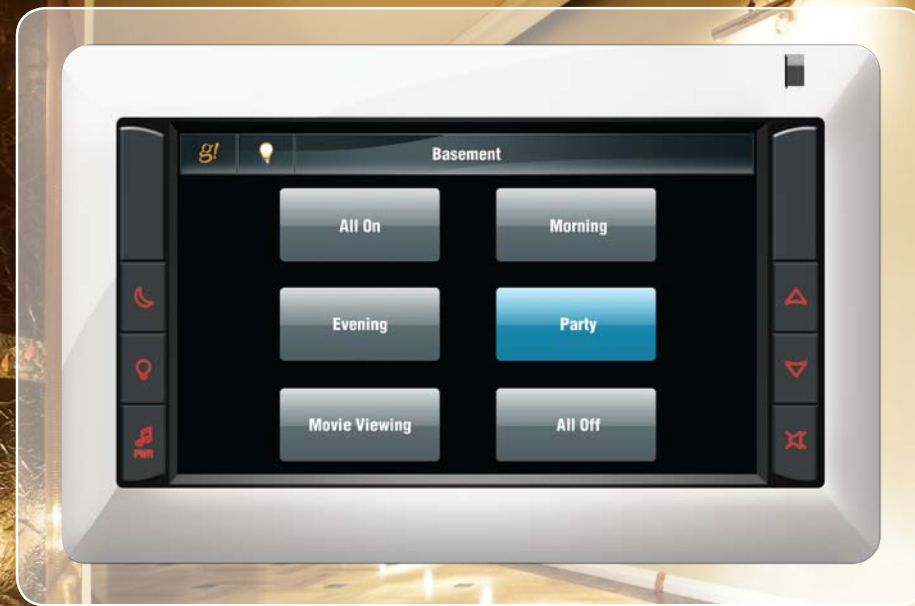 g! Basement
All On Morning
Evening Party
Movie Viewing All Off
PWR